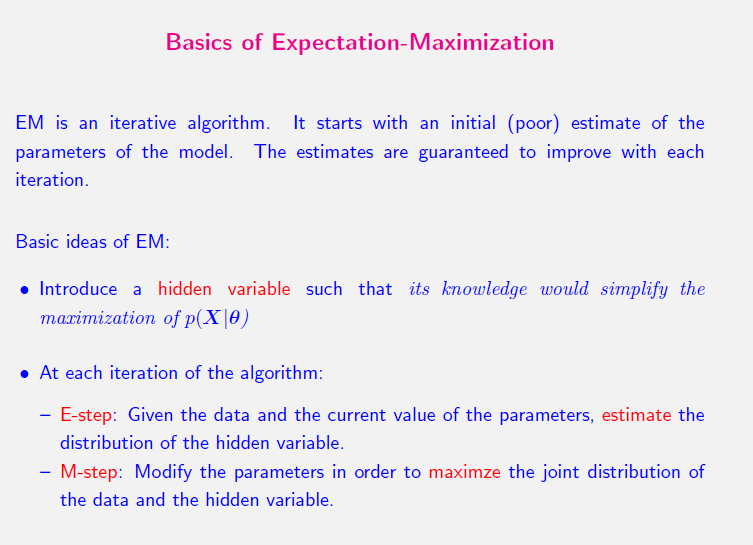 Basics of Expectation-Maximization
EM is an iterative algorithm. It starts with an initial (poor) estimate of the
parameters of the model. The estimates are guaranteed to improve with each
iteration.
Basic ideas of EM:
• Introduce a hidden variable such that its knowledge would simplify the
maximization of p(X|θ)
• At each iteration of the algorithm:
– E-step: Given the data and the current value of the parameters, estimate the
distribution of the hidden variable.
– M-step: Modify the parameters in order to maximze the joint distribution of
the data and the hidden variable.